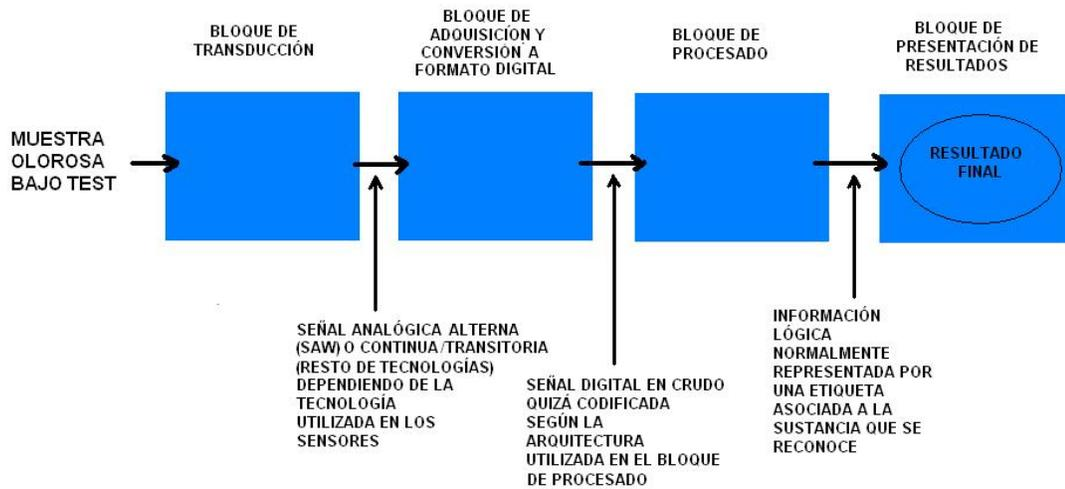 BLOQUE DE
TRANSDUCCIÓN
BLOQUE DE
ADQUISICÍON Y
CONVERSIÓN A
FORMATO DIGITAL
BLOQUE DE
PROCESADO
BLOQUE DE
PRESENTACIÓN DE
RESULTADOS
MUESTRA
OLOROSA
BAJO TEST
RESULTADO
FINAL
SEÑAL ANALÓGICA ALTERNA
(SAW) O CONTINUA/TRANSITORIA
(RESTO DE TECNOLOGÍAS)
DEPENDIENDO DE LA
TECNOLOGÍA
UTILIZADA EN LOS
SENSORES
SEÑAL DIGITAL EN CRUDO
QUIZÁ CODIFICADA
SEGÚN LA
ARQUITECTURA
UTILIZADA EN EL BLOQUE
DE PROCESADO
INFORMACIÓN
LÓGICA
NORMALMENTE
REPRESENTADA POR
UNA ETIQUETA
ASOCIADA A LA
SUSTANCIA QUE SE
RECONOCE